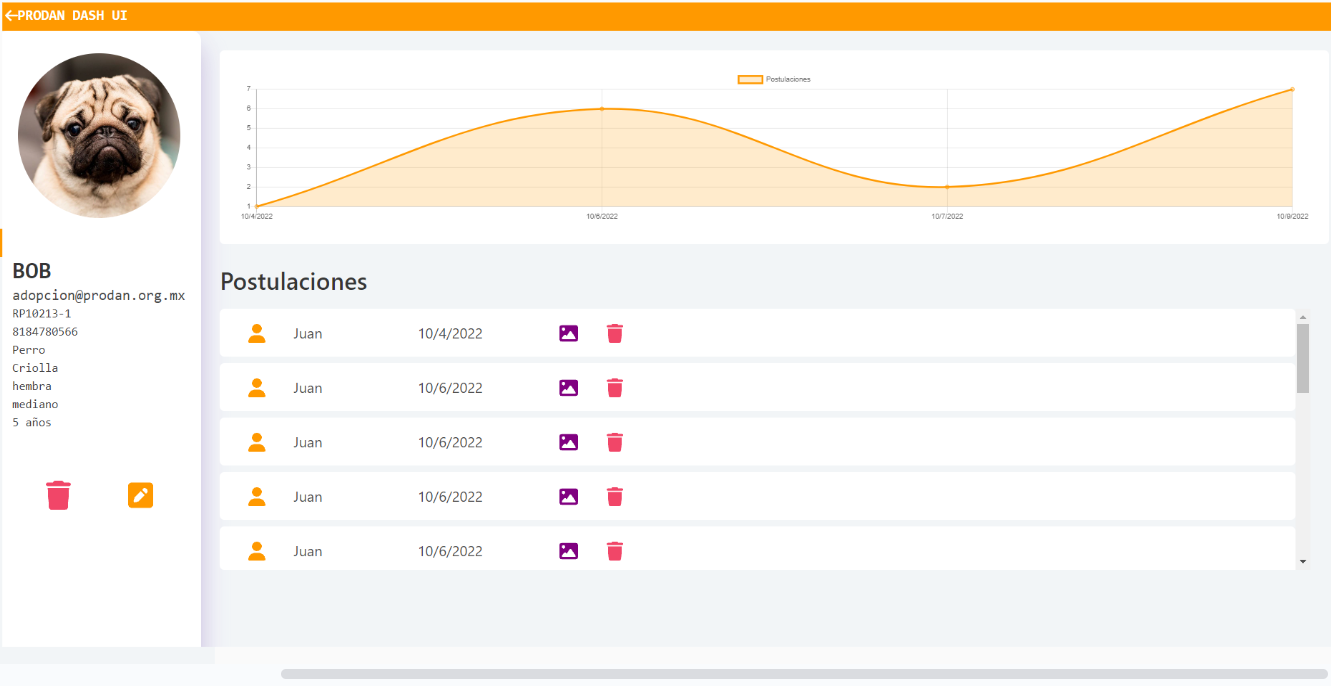 PRODAN DASH UI
BOB
adopcion@prodan.org.mx
RP10213-1
8184780566
Perro
Criolla
hembra
mediano
5 años
Postulaciones
7
6
5
4
3
2
1
10/4/2022 10/6/2022 10/7/2022 10/9/2022
Postulaciones
Juan 10/4/2022
Juan 10/6/2022
Juan 10/6/2022
Juan 10/6/2022
Juan 10/6/2022